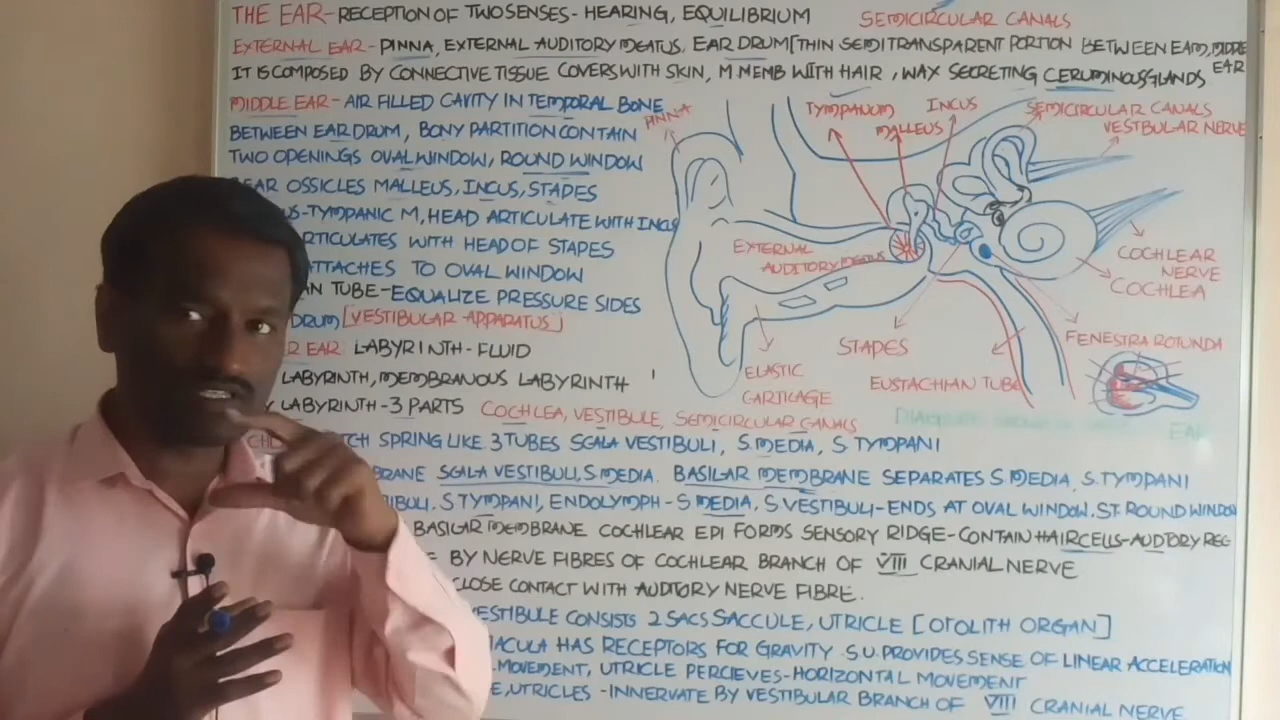 THE EAR-RECEPTION OF TWO SENSES- HEARING, EQUILIBRIUM
SEMICIRCULAR CANALS
EXTERNAL EAR- PINNA, EXTERNAL AUDITORY MEATUS, EAR DRUM[THIN SEMITRANSPARENT PORTION BETWEEN EAM, MIDDLE EAR
IT IS COMPOSED BY CONNECTIVE TISSUE COVERS WITH SKIN, M.MEMB WITH HAIR, WAX SECRETING CERUMINOUS GLANDS
MIDDLE EAR- AIR FILLED CAVITY IN TEMPORAL BONE
BETWEEN EAR DRUM, BONY PARTITION CONTAIN
TWO OPENINGS OVAL WINDOW, ROUND WINDOW
EAR OSSICLES MALLEUS, INCUS, STAPES
US-TYMPANIC M, HEAD ARTICULATE WITH INCUS
RTICULATES WITH HEAD OF STAPES
ATTACHES TO OVAL WINDOW
AN TUBE-EQUALIZE PRESSURE SIDES
DRUM [VESTIBULAR APPARATUS]
R EAR LABYRINTH-FLUID
LABYRINTH, MEMBRANOUS LABYRINTH
Y LABYRINTH-3 PARTS COCHLEA, VESTIBULE, SEMICIRCULAR CANALS
TCH SPRING LIKE 3 TUBES SCALA VESTIBULI, S.MEDIA, S TYMPANI
BRANE SCALA VESTIBULI, S.MEDIA. BASILAR MEMBRANE SEPARATES S.MEDIA, S.TYMPANI
IBULI, S.TYMPANI, ENDOLYMPH-S MEDIA, S VESTIBULI-ENDS AT OVAL WINDOW. ST. ROUND WINDOW
BASILAR MEMBRANE COCHLEAR EPI FORMS SENSORY RIDGE-CONTAIN HAIR CELLS-AUDTORY REC
E BY NERVE FIBRES OF COCHLEAR BRANCH OF VIII CRANIAL NERVE
CLOSE CONTACT WITH AUDITORY NERVE FIBRE.
ESTIBULE CONSISTS 2 SACS SACCULE, UTRICLE [OTOLITH ORGAN]
ACULA HAS RECEPTORS FOR GRAVITY. S.U. PROVIDES SENSE OF LINEAR ACCELERATION
-MOVEMENT, UTRICLE PERCIEVES-HORIZONTAL MOVEMENT
E, UTRICLES -INNERVATE BY VESTIBULAR BRANCH OF VIII CRANIAL NERVE
PINNA
TYMPANUM
MALLEUS
INCUS
SEMICIRCULAR CANALS
VESTBULAR NERVE
EXTERNAL
AUDITORY MEATUS
COCHLEAR
NERVE
COCHLEA
STAPES
FENESTRA ROTUNDA
ELASTIC
CARTILAGE
EUSTACHIAN TUBE